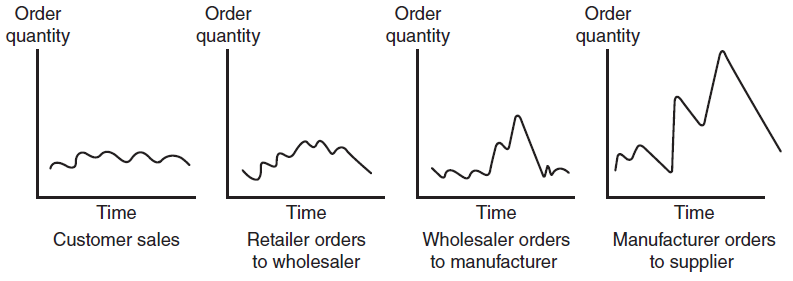 Order
quantity
Order
quantity
Order
quantity
Order
quantity
Time
Time
Time
Time
Customer sales
Retailer orders
to wholesaler
Wholesaler orders
to manufacturer
Manufacturer orders
to supplier